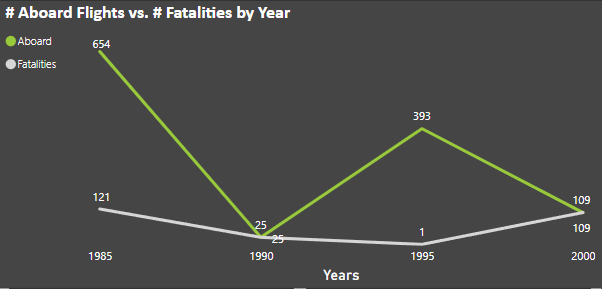 # Aboard Flights vs. # Fatalities by Year
Aboard
Fatalities
654
121
25
25
393
1
109
109
1985 1990 1995 2000
Years